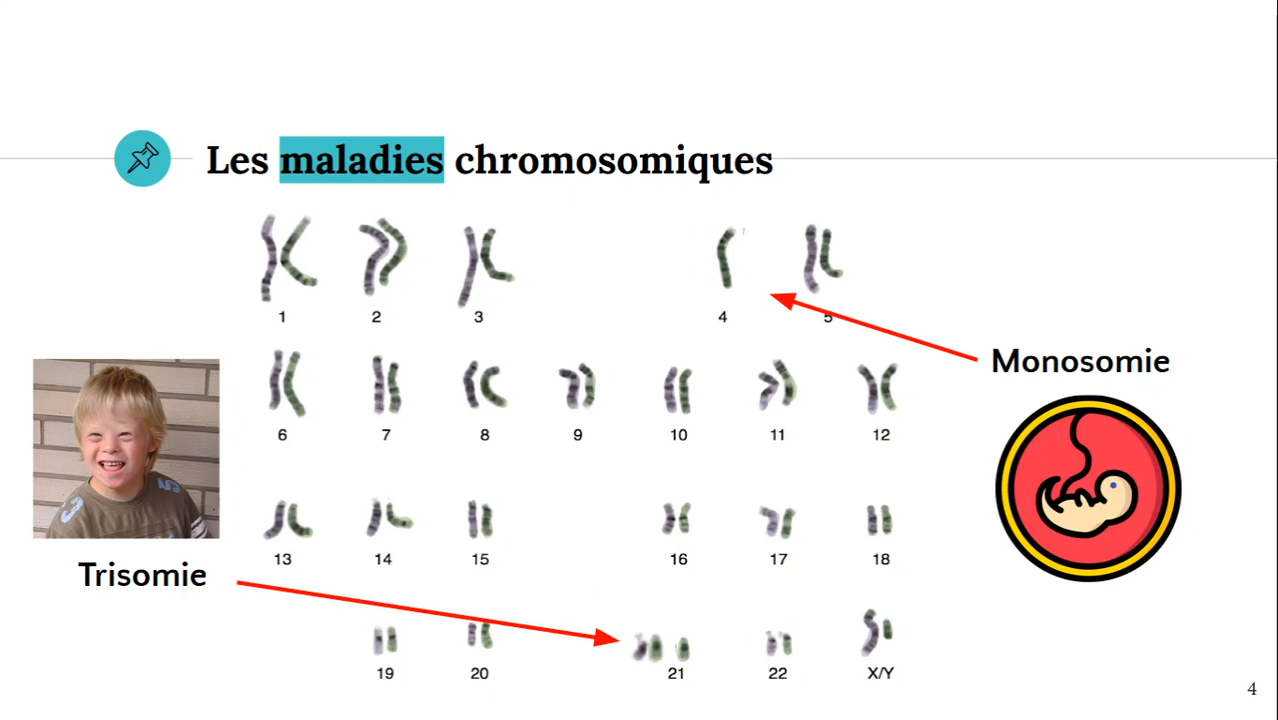 Les maladies chromosomiques
1 2 3 4 5
Monosomie
6 7 8 9 10 11 12
13 14 15 16 17 18
Trisomie
19 20 21 22 X/Y
4